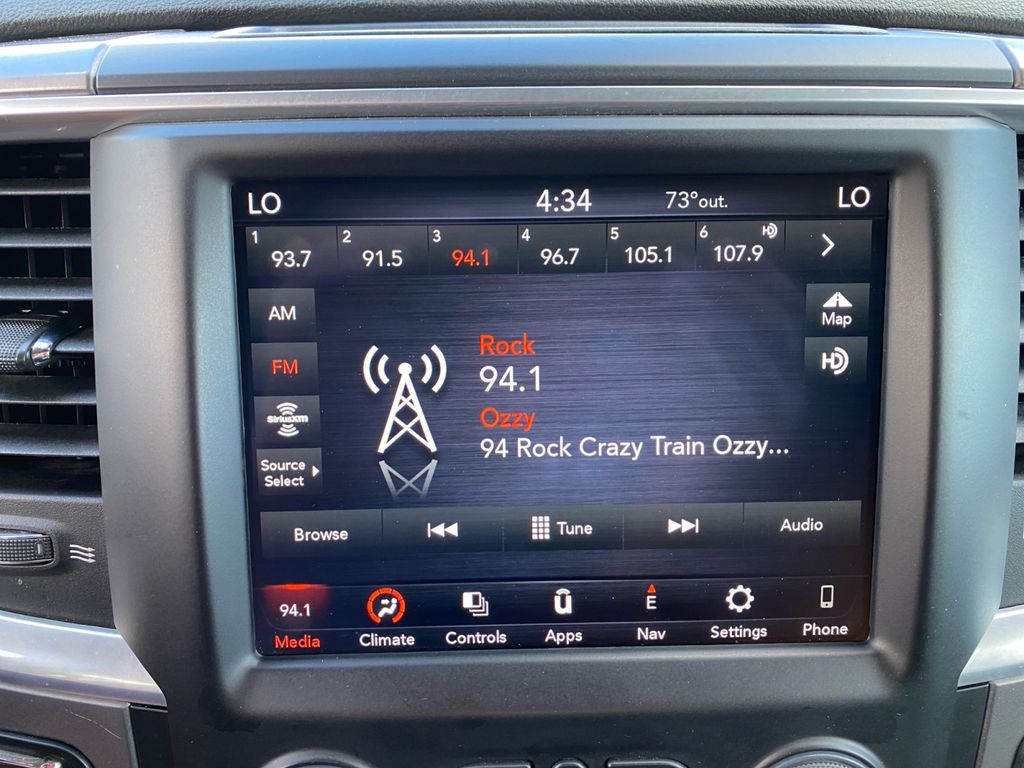 LO 4:34 73°out. LO
1 93.7 2 91.5 3 94.1 4 96.7 5 105.1 6 107.9 HD
AM
Map
FM
HD
Rock
94.1
SiriusXM
Ozzy
94 Rock Crazy Train Ozzy...
Source
Select
Browse Tune Audio
94.1 E
Media Climate Controls Apps Nav Settings Phone